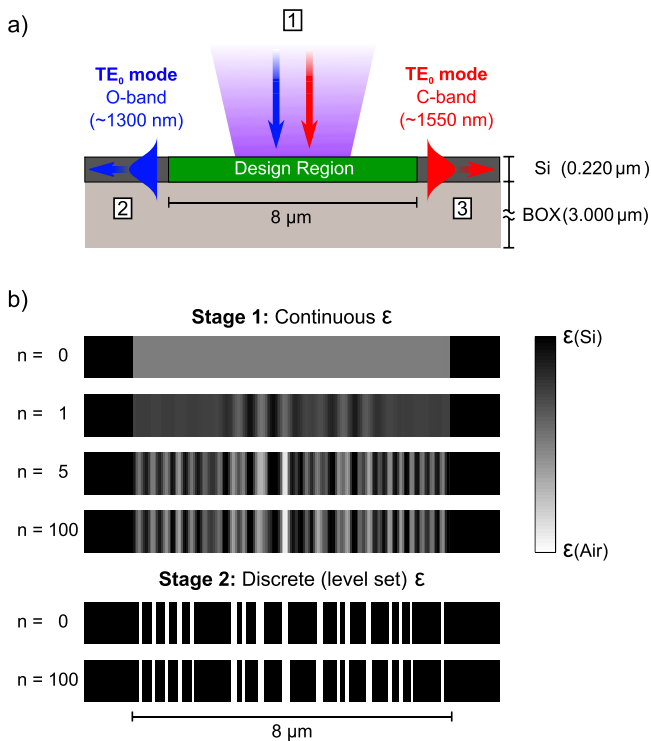 a)
1
TE₀ mode
O-band
(~1300 nm)
TE₀ mode
C-band
(~1550 nm)
Design Region
Si (0.220 μm)
2
3
BOX (3.000 μm)
8 μm
b)
Stage 1: Continuous ε
n = 0
ε(Si)
n = 1
n = 5
n = 100
ε(Air)
Stage 2: Discrete (level set) ε
n = 0
n = 100
8 μm